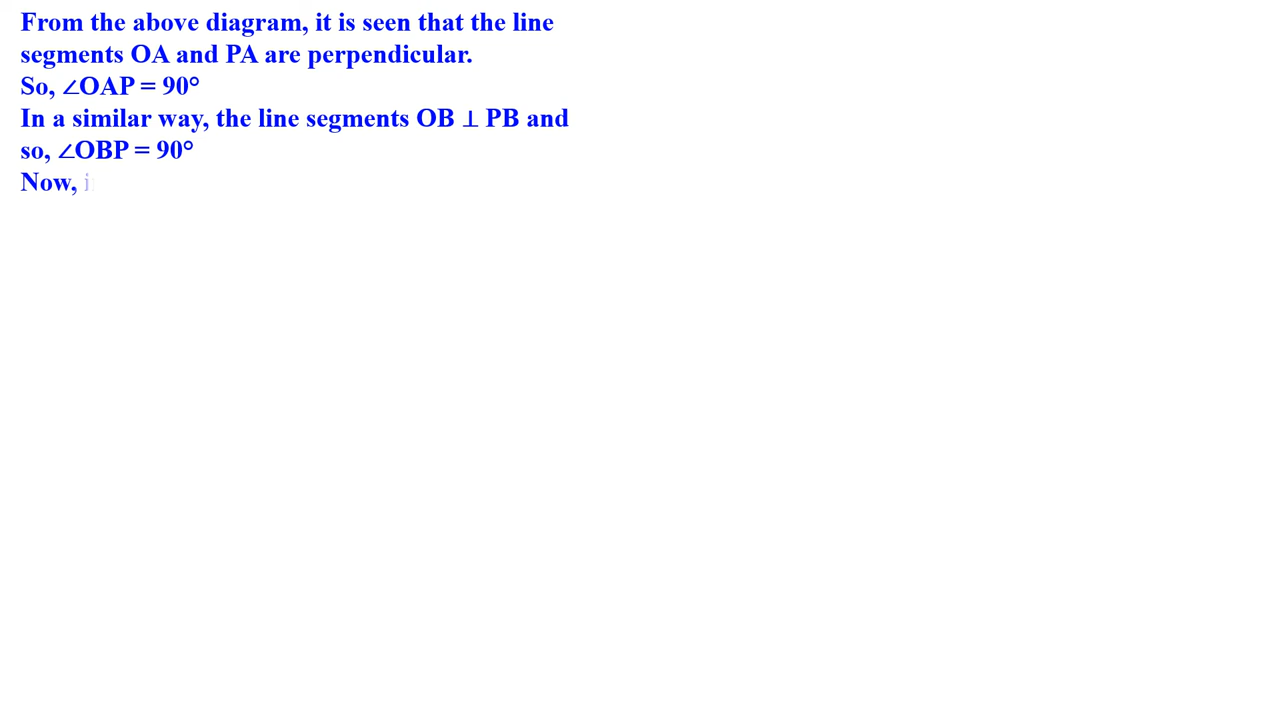 From the above diagram, it is seen that the line
segments OA and PA are perpendicular.
So, ∠OAP = 90°
In a similar way, the line segments OB ⊥ PB and
so, ∠OBP = 90°
Now,